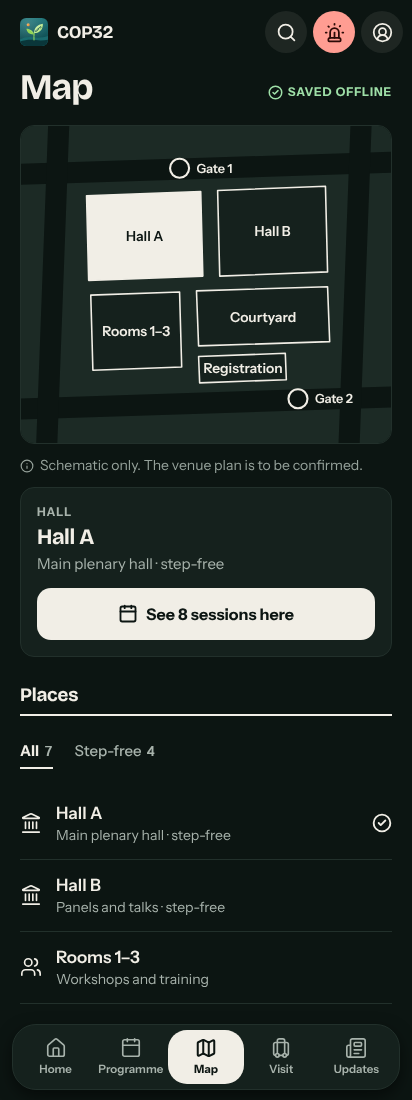 COP32
Map
SAVED OFFLINE
Gate 1
Hall A
Hall B
Rooms 1–3
Courtyard
Registration
Gate 2
Schematic only. The venue plan is to be confirmed.
HALL
Hall A
Main plenary hall · step-free
See 8 sessions here
Places
All 7 Step-free 4
Hall A
Main plenary hall · step-free
Hall B
Panels and talks · step-free
Rooms 1–3
Workshops and training
Home Programme Map Visit Updates